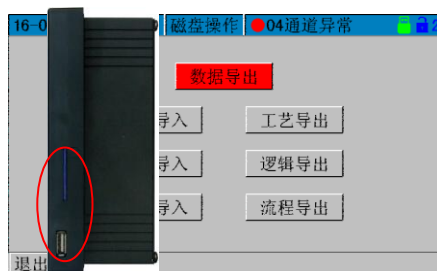 16-0 磁盘操作 04通道异常 2
数据导出
导入 工艺导出
导入 逻辑导出
导入 流程导出
退出